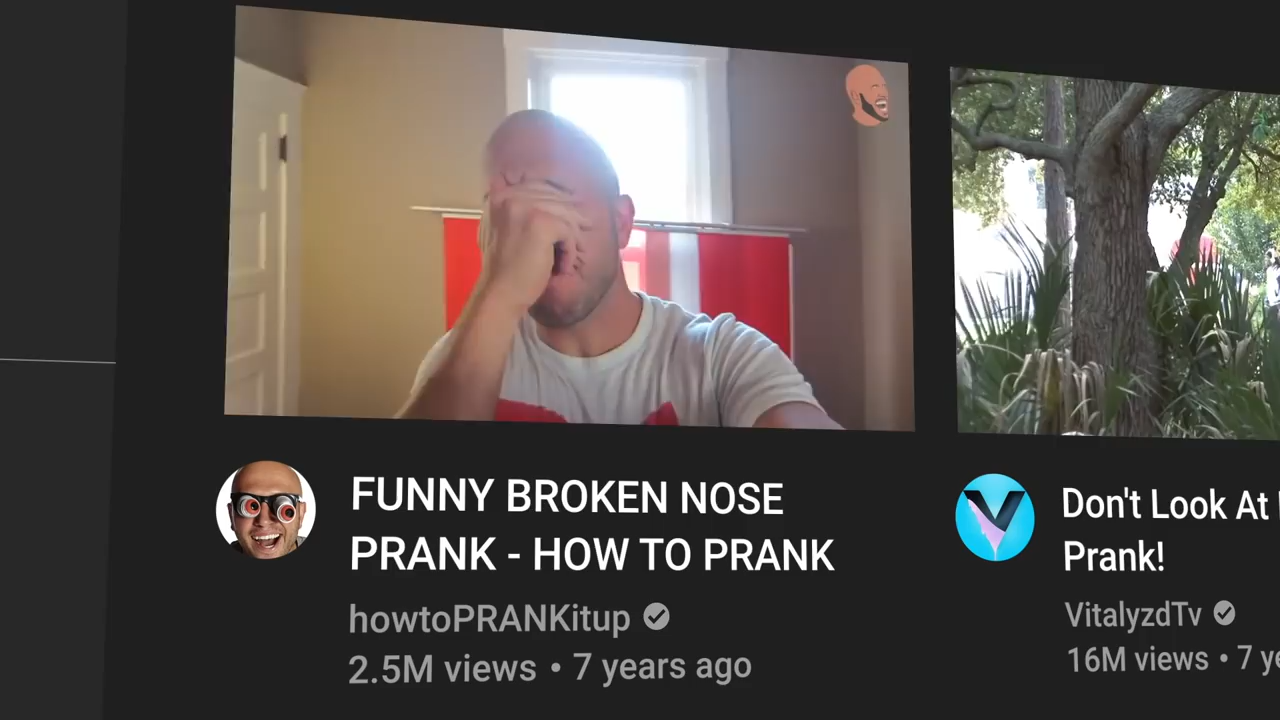 FUNNY BROKEN NOSE
PRANK - HOW TO PRANK
howtoPRANKitup
2.5M views • 7 years ago
Don't Look At
Prank!
VitalyzdTv
16M views • 7